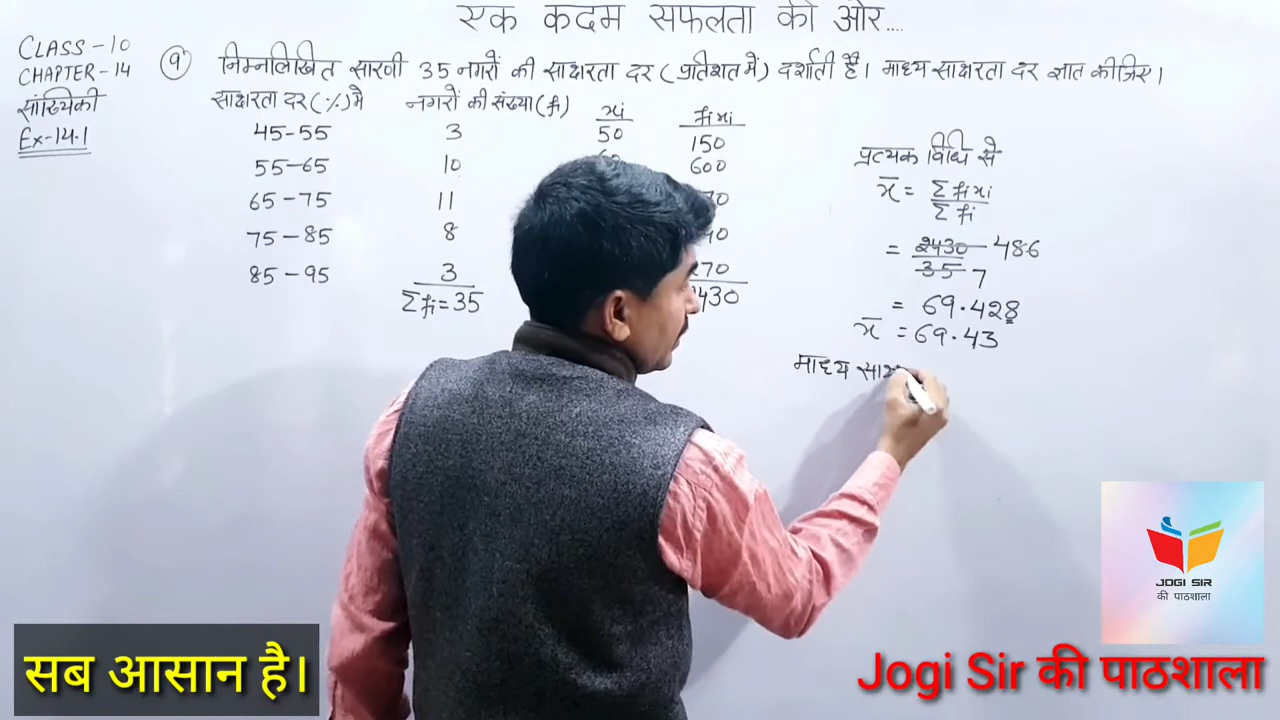 एक कदम सफलता की ओर....
CLASS-10
CHAPTER-14
सांख्यिकी
Ex-14.1
9 निम्नलिखित सारणी 35 नगरों की साक्षरता दर (प्रतिशत में) दर्शाती है। माध्य साक्षरता दर ज्ञात कीजिए।
साक्षरता दर (%) में नगरों की संख्या (fi) xi fixi
45-55 3 50 150
55-65 10 600
65-75 11
75-85 8
85-95 3
Σfi = 35
प्रत्यक्ष विधि से
x̄ = Σfixi / Σfi
= 2430 / 35 486 / 7
= 69.428
x̄ = 69.43
माध्य
JOGI SIR
की पाठशाला
सब आसान है।
Jogi Sir की पाठशाला